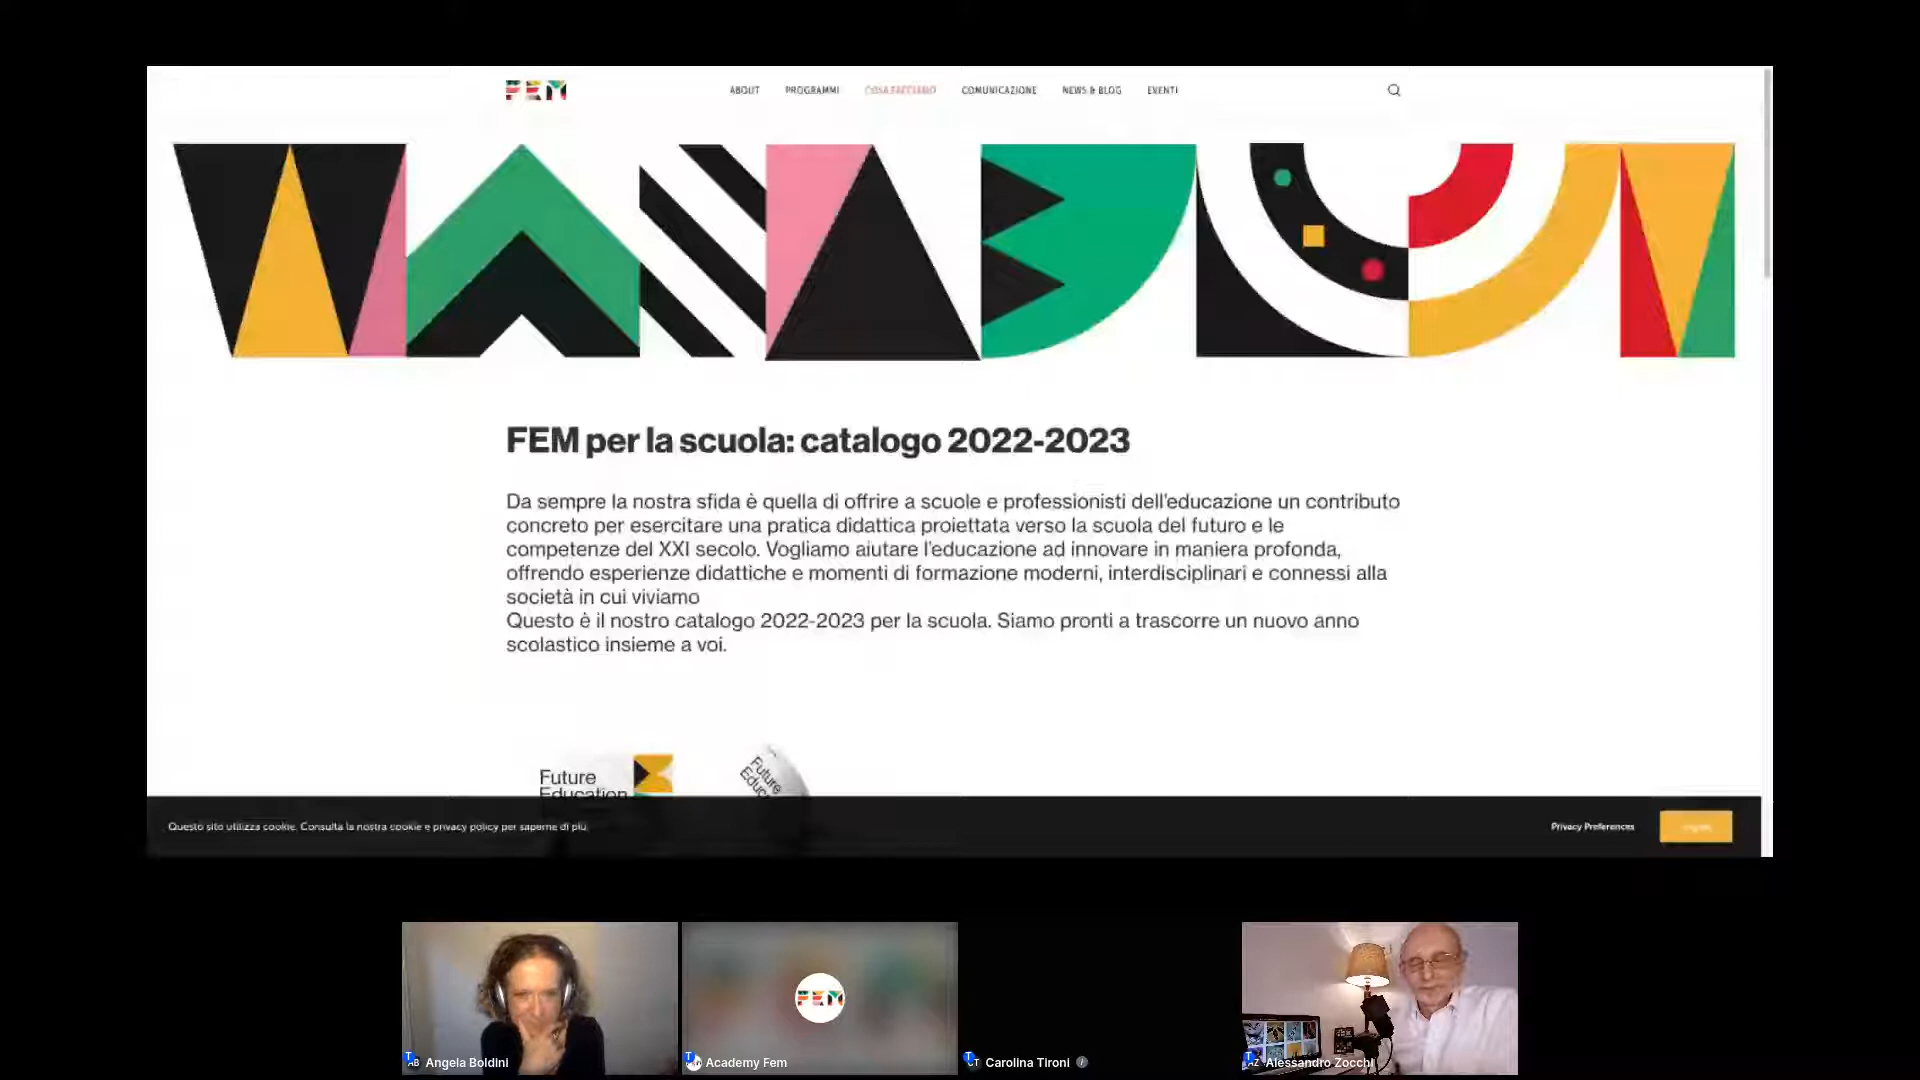 FEM
ABOUT PROGRAMMI COSA FACCIAMO COMUNICAZIONE NEWS & BLOG EVENTI
FEM per la scuola: catalogo 2022-2023
Da sempre la nostra sfida è quella di offrire a scuole e professionisti dell'educazione un contributo
concreto per esercitare una pratica didattica proiettata verso la scuola del futuro e le
competenze del XXI secolo. Vogliamo aiutare l'educazione ad innovare in maniera profonda,
offrendo esperienze didattiche e momenti di formazione moderni, interdisciplinari e connessi alla
società in cui viviamo
Questo è il nostro catalogo 2022-2023 per la scuola. Siamo pronti a trascorre un nuovo anno
scolastico insieme a voi.
Future
Education
Future
Questo sito utilizza cookie. Consulta la nostra cookie e privacy policy per saperne di più.
Privacy Preferences
FEM
T AB Angela Boldini
T Academy Fem
T CT Carolina Tironi i
T AZ Alessandro Zocchi